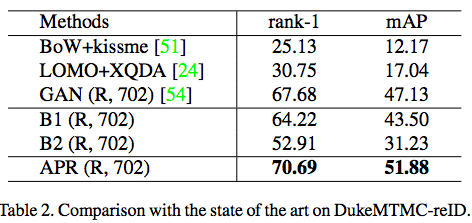 Methods rank-1 mAP
BoW+kissme [51] 25.13 12.17
LOMO+XQDA [24] 30.75 17.04
GAN (R, 702) [54] 67.68 47.13
B1 (R, 702) 64.22 43.50
B2 (R, 702) 52.91 31.23
APR (R, 702) 70.69 51.88
Table 2. Comparison with the state of the art on DukeMTMC-reID.